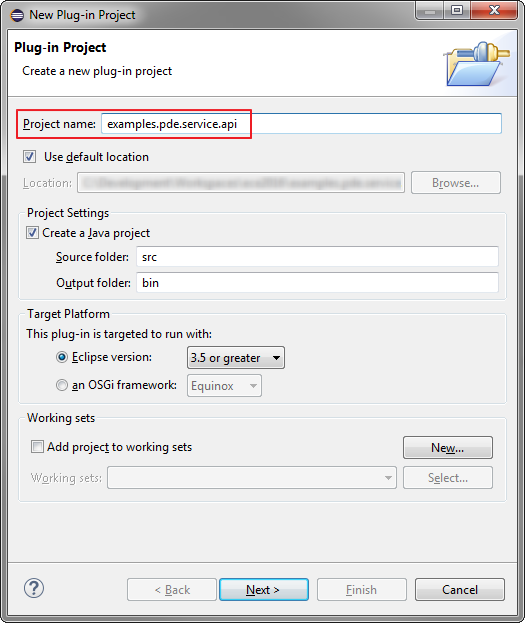 New Plug-in Project
Plug-in Project
Create a new plug-in project
Project name: examples.pde.service.api
Use default location
Location: Browse...
Project Settings
Create a Java project
Source folder: src
Output folder: bin
Target Platform
This plug-in is targeted to run with:
Eclipse version: 3.5 or greater
an OSGi framework: Equinox
Working sets
Add project to working sets New...
Working sets: Select...
? < Back Next > Finish Cancel